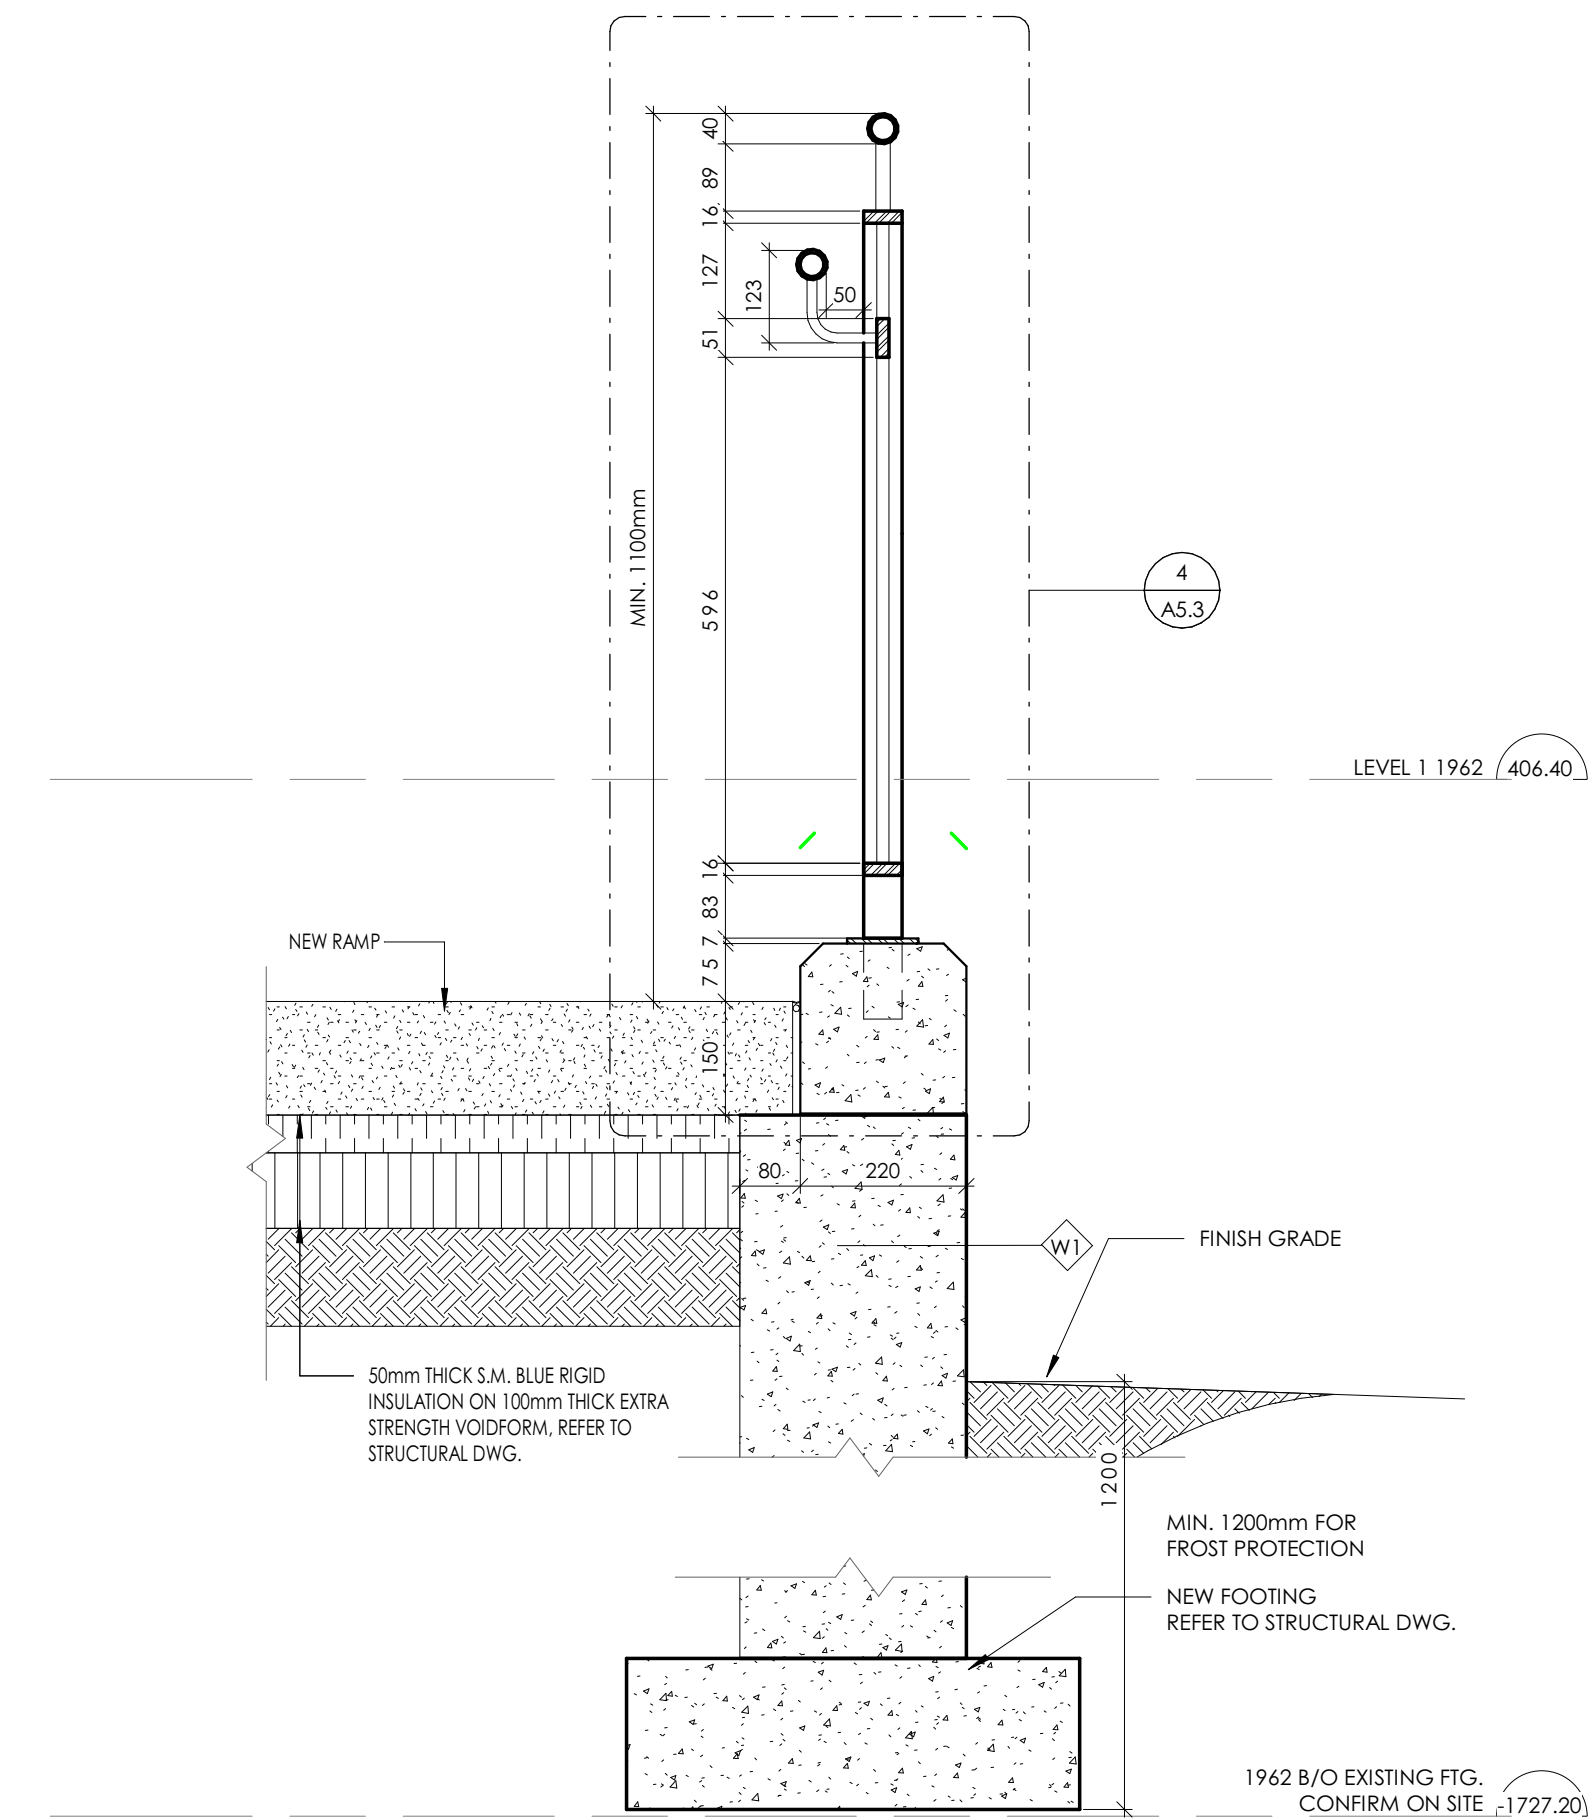 40
89
16
127
123
50
51
MIN. 1100mm
596
4
A5.3
LEVEL 1 1962
406.40
16
83
7
75
NEW RAMP
150
80
220
W1
FINISH GRADE
50mm THICK S.M. BLUE RIGID
INSULATION ON 100mm THICK EXTRA
STRENGTH VOIDFORM, REFER TO
STRUCTURAL DWG.
1200
MIN. 1200mm FOR
FROST PROTECTION
NEW FOOTING
REFER TO STRUCTURAL DWG.
1962 B/O EXISTING FTG.
CONFIRM ON SITE
-1727.20